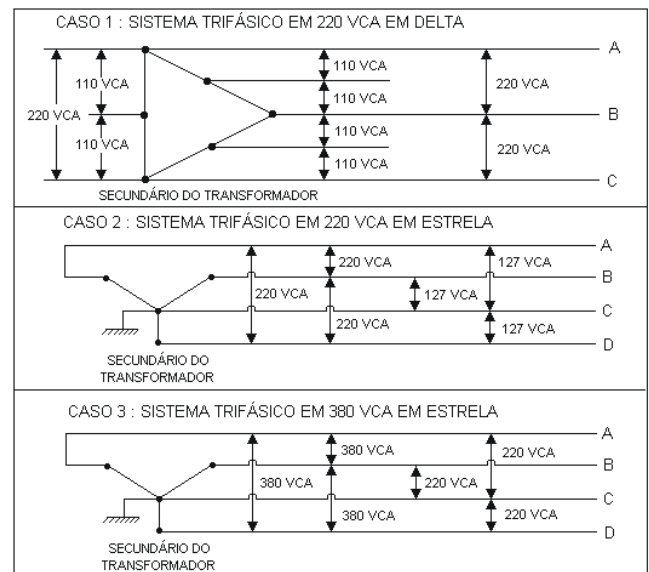 CASO 1 : SISTEMA TRIFÁSICO EM 220 VCA EM DELTA
A
110 VCA
110 VCA
110 VCA
220 VCA
220 VCA
B
110 VCA
110 VCA
220 VCA
110 VCA
C
SECUNDÁRIO DO TRANSFORMADOR
CASO 2 : SISTEMA TRIFÁSICO EM 220 VCA EM ESTRELA
A
220 VCA
127 VCA
B
220 VCA
127 VCA
C
220 VCA
127 VCA
D
SECUNDÁRIO DO
TRANSFORMADOR
CASO 3 : SISTEMA TRIFÁSICO EM 380 VCA EM ESTRELA
A
380 VCA
220 VCA
B
380 VCA
220 VCA
C
380 VCA
220 VCA
D
SECUNDÁRIO DO
TRANSFORMADOR